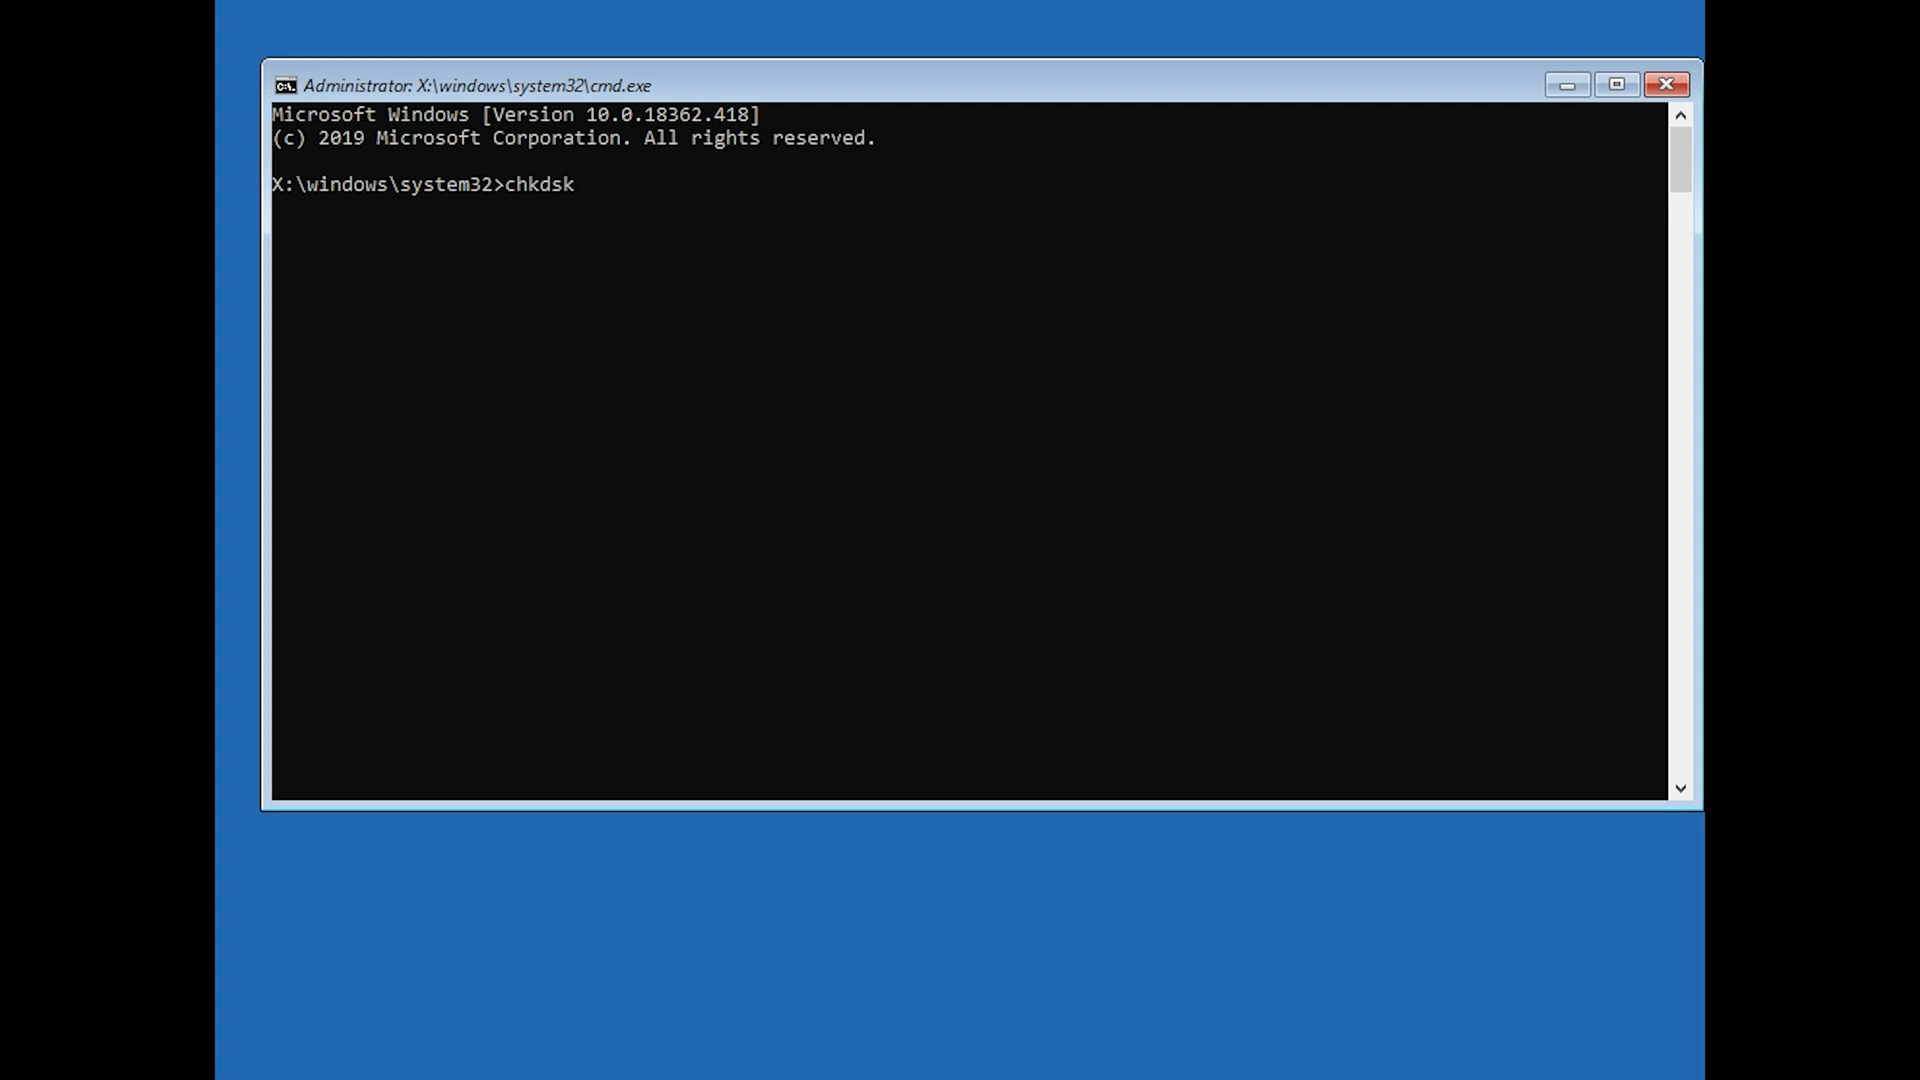 Administrator: X:\windows\system32\cmd.exe
Microsoft Windows [Version 10.0.18362.418]
(c) 2019 Microsoft Corporation. All rights reserved.
X:\windows\system32>chkdsk